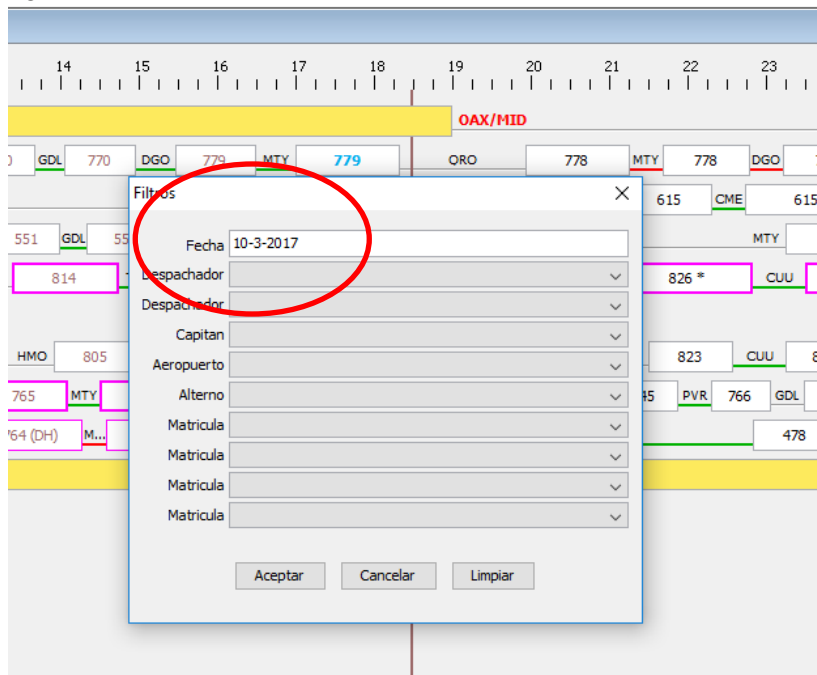 14 15 16 17 18 19 20 21 22 23
OAX/MID
GDL 770 DGO 779 MTY 779 QRO 778 MTY 778 DGO
Filtros
615 CME 615
551 GDL 55 MTY
Fecha 10-3-2017
814 Despachador 826 * CUU
Despachador
Capitan
HMO 805 Aeropuerto 823 CUU
765 MTY Alterno 45 PVR 766 GDL
Matricula
764 (DH) M... Matricula 478
Matricula
Matricula
Aceptar Cancelar Limpiar